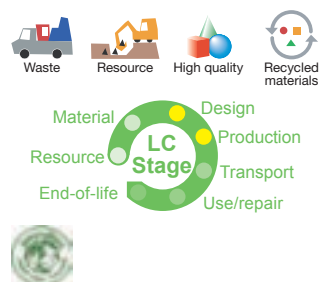 Waste
Resource
High quality
Recycled
materials
Material
Design
Resource
LC
Stage
Production
Transport
End-of-life
Use/repair